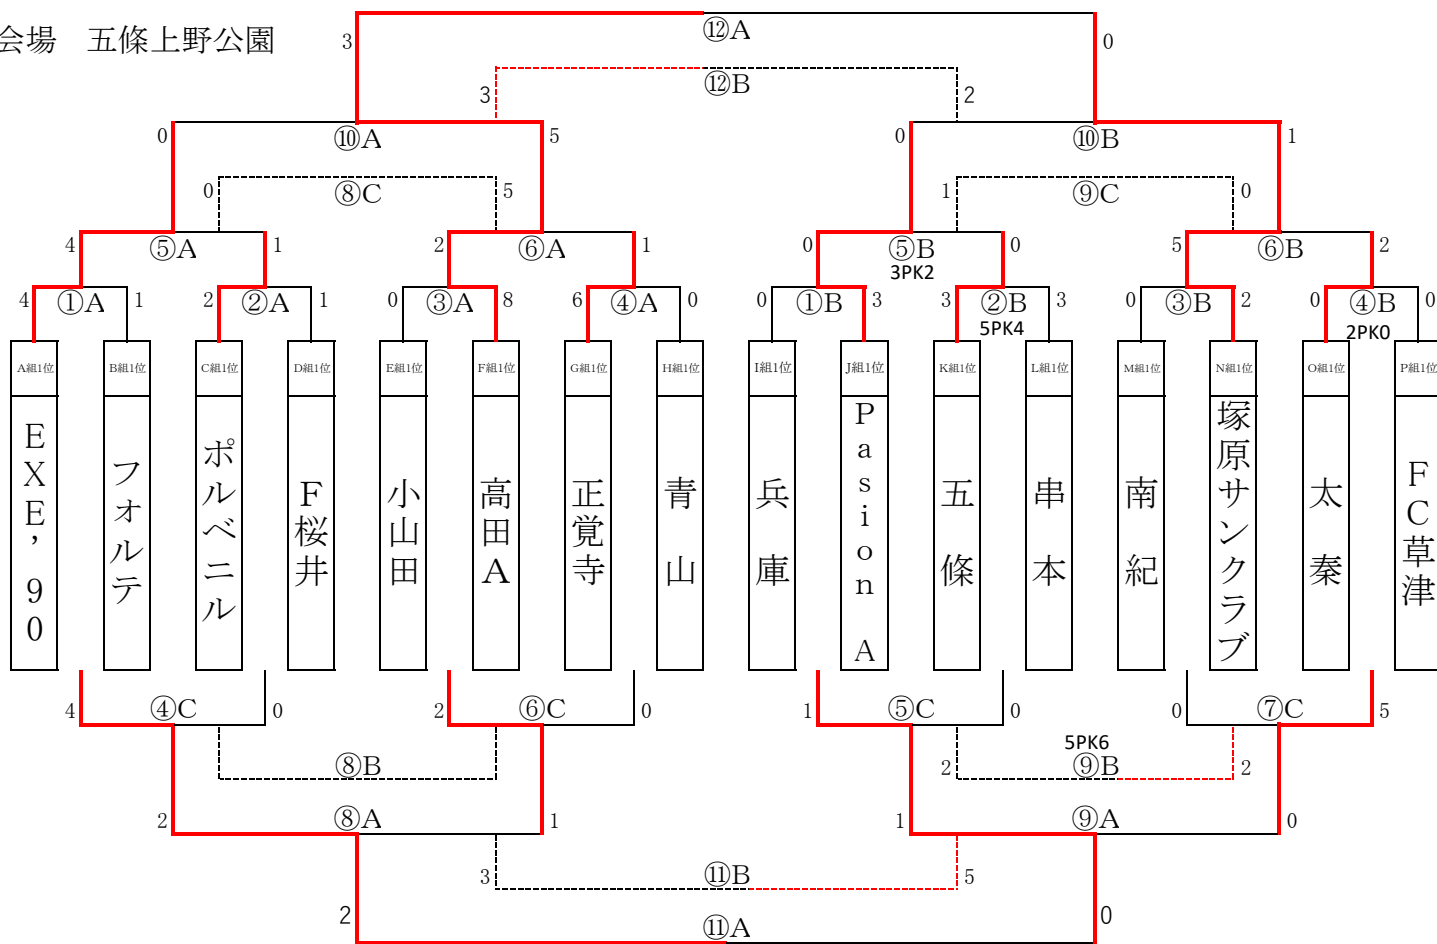 会場　五條上野公園
⑫A
3 0
⑫B
3 2
⑩A ⑩B
0 5 0 1
⑧C ⑨C
0 5 1 0
⑤A ⑥A ⑤B ⑥B
4 1 2 1 0 0 5 2
3PK2
①A ②A ③A ④A ①B ②B ③B ④B
4 1 2 1 0 8 6 0 0 3 3 3 0 2 0 0
5PK4 2PK0
A組1位 B組1位 C組1位 D組1位 E組1位 F組1位 G組1位 H組1位 I組1位 J組1位 K組1位 L組1位 M組1位 N組1位 O組1位 P組1位
EXE’90
フォルテ
ポルベニル
F桜井
小山田
高田A
正覚寺
青山
兵庫
Pasion A
五條
串本
南紀
塚原サンクラブ
太秦
FC草津
④C ⑥C ⑤C ⑦C
4 0 2 0 1 0 0 5
5PK6
⑧B ⑨B
2 2
⑧A ⑨A
2 1 1 0
⑪B
3 5
⑪A
2 0